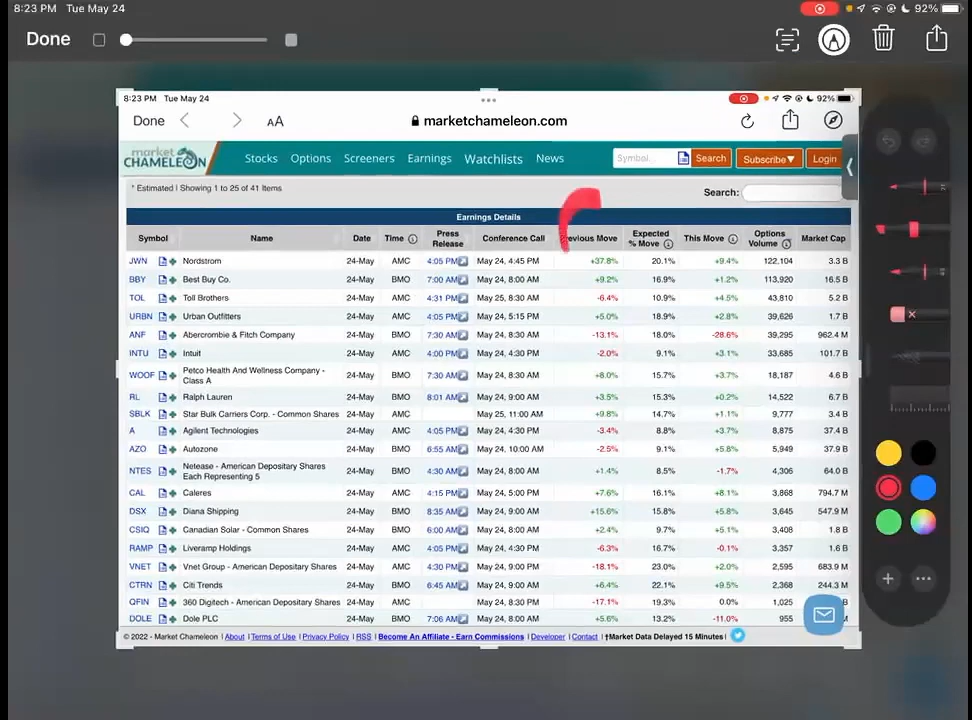 8:23 PM Tue May 24 92%
Done
8:23 PM Tue May 24 92%
Done AA marketchameleon.com
market CHAMELEON Stocks Options Screeners Earnings Watchlists News Symbol... Search Subscribe▼ Login
* Estimated | Showing 1 to 25 of 41 Items
Search:
Earnings Details
Symbol Name Date Time Press Release Conference Call Previous Move Expected % Move This Move Options Volume Market Cap
JWN Nordstrom 24-May AMC 4:05 PM May 24, 4:45 PM +37.8% 20.1% +9.4% 122,104 3.3 B
BBY Best Buy Co. 24-May BMO 7:00 AM May 24, 8:00 AM +9.2% 16.9% +1.2% 113,920 16.5 B
TOL Toll Brothers 24-May AMC 4:31 PM May 25, 8:30 AM -6.4% 10.9% +4.5% 43,810 5.2 B
URBN Urban Outfitters 24-May AMC 4:05 PM May 24, 5:15 PM +5.0% 18.9% +2.8% 39,626 1.7 B
ANF Abercrombie & Fitch Company 24-May BMO 7:30 AM May 24, 8:30 AM -13.1% 18.0% -28.6% 39,295 962.4 M
INTU Intuit 24-May AMC 4:00 PM May 24, 4:30 PM -2.0% 9.1% +3.1% 33,685 101.7 B
WOOF Petco Health And Wellness Company - Class A 24-May BMO 7:30 AM May 24, 8:30 AM +8.0% 15.7% +3.7% 18,187 4.6 B
RL Ralph Lauren 24-May BMO 8:01 AM May 24, 9:00 AM +3.5% 15.3% +0.2% 14,522 6.7 B
SBLK Star Bulk Carriers Corp. - Common Shares 24-May AMC May 25, 11:00 AM +9.8% 14.7% +1.1% 9,777 3.4 B
A Agilent Technologies 24-May AMC 4:05 PM May 24, 4:30 PM -3.4% 8.8% +3.7% 8,875 37.4 B
AZO Autozone 24-May BMO 6:55 AM May 24, 10:00 AM -2.5% 9.1% +5.8% 5,949 37.9 B
NTES Netease - American Depositary Shares Each Representing 5 24-May BMO 4:30 AM May 24, 8:00 AM +1.4% 8.5% -1.7% 4,306 64.0 B
CAL Caleres 24-May AMC 4:15 PM May 24, 5:00 PM +7.6% 16.1% +8.1% 3,868 794.7 M
DSX Diana Shipping 24-May BMO 8:35 AM May 24, 9:00 AM +15.6% 15.8% +5.8% 3,645 547.9 M
CSIQ Canadian Solar - Common Shares 24-May BMO 6:00 AM May 24, 8:00 AM +2.4% 9.7% +5.1% 3,408 1.8 B
RAMP Liveramp Holdings 24-May AMC 4:05 PM May 24, 4:30 PM -6.3% 16.7% -0.1% 3,357 1.6 B
VNET Vnet Group - American Depositary Shares 24-May AMC 4:30 PM May 24, 9:00 PM -18.1% 23.0% +2.0% 2,595 683.9 M
CTRN Citi Trends 24-May BMO 6:45 AM May 24, 9:00 AM +6.4% 22.1% +9.5% 2,368 244.3 M
QFIN 360 Digitech - American Depositary Shares 24-May AMC May 24, 8:30 PM -17.1% 19.3% 0.0% 1,025 B
DOLE Dole PLC 24-May BMO 7:06 AM May 24, 8:00 AM +5.6% 13.2% -11.0% 955
© 2022 - Market Chameleon | About | Terms of Use | Privacy Policy | RSS | Become An Affiliate - Earn Commissions | Developer | Contact | †Market Data Delayed 15 Minutes |